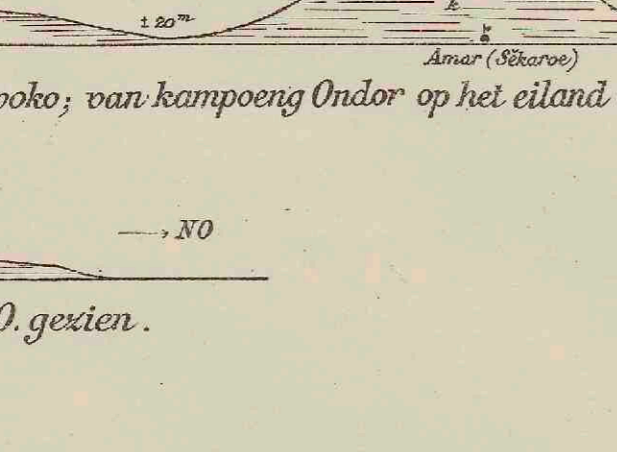 ± 20ᵐ
k
Amar (Sĕkaroe)
poko; van kampoeng Ondor op het eiland
→ NO
O. gezien.